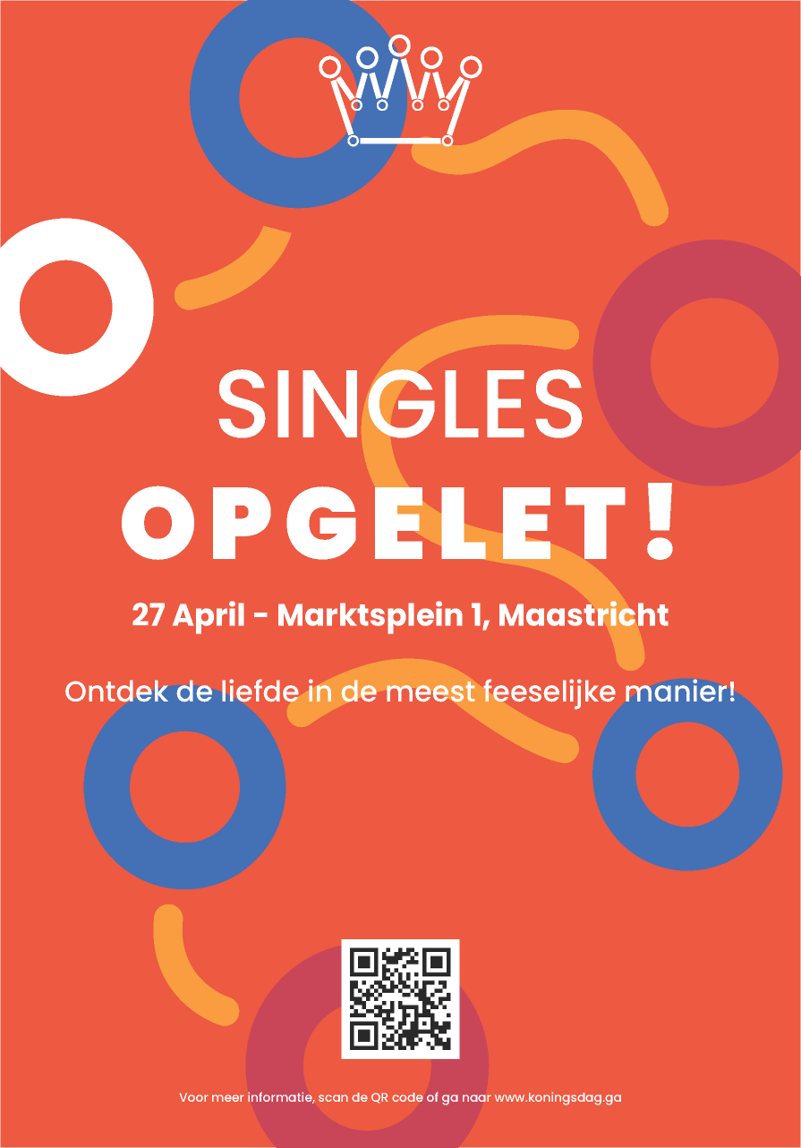 SINGLES
OPGELET!
27 April – Marktsplein 1, Maastricht
Ontdek de liefde in de meest feeselijke manier!
Voor meer informatie, scan de QR code of ga naar www.koningsdag.ga